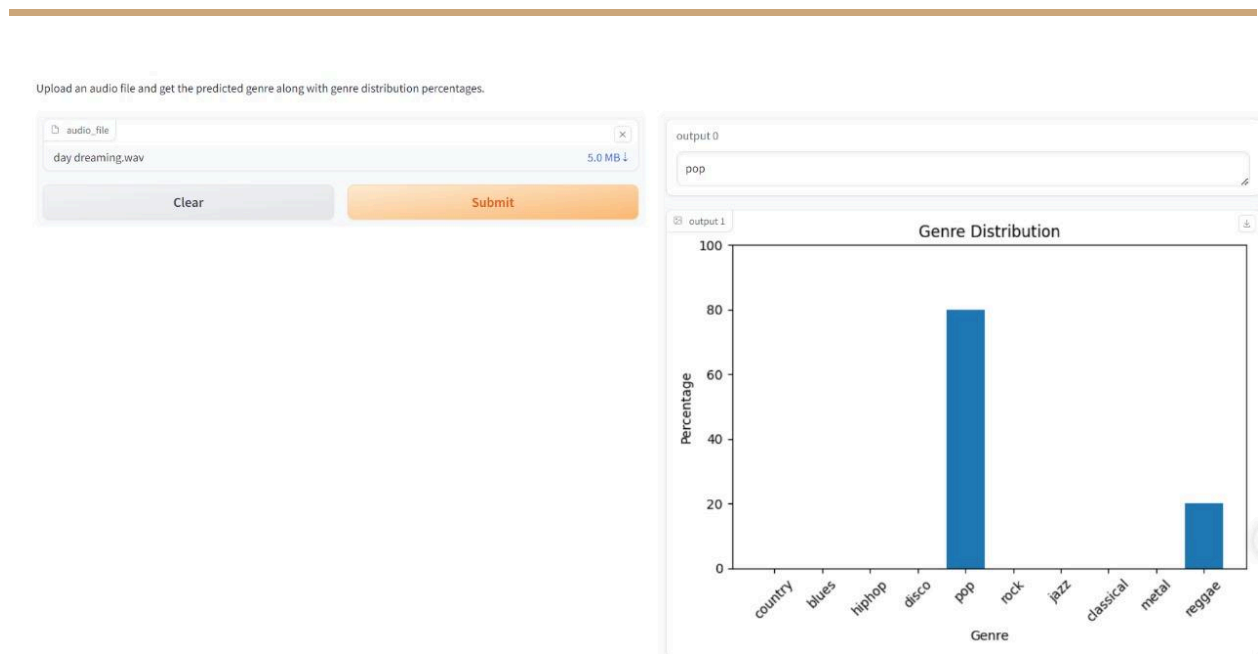 Upload an audio file and get the predicted genre along with genre distribution percentages.
audio_file
day dreaming.wav 5.0 MB↓
Clear Submit
output 0
pop
output 1
Genre Distribution
100
80
60
40
20
0
Percentage
country blues hiphop disco pop rock jazz classical metal reggae
Genre